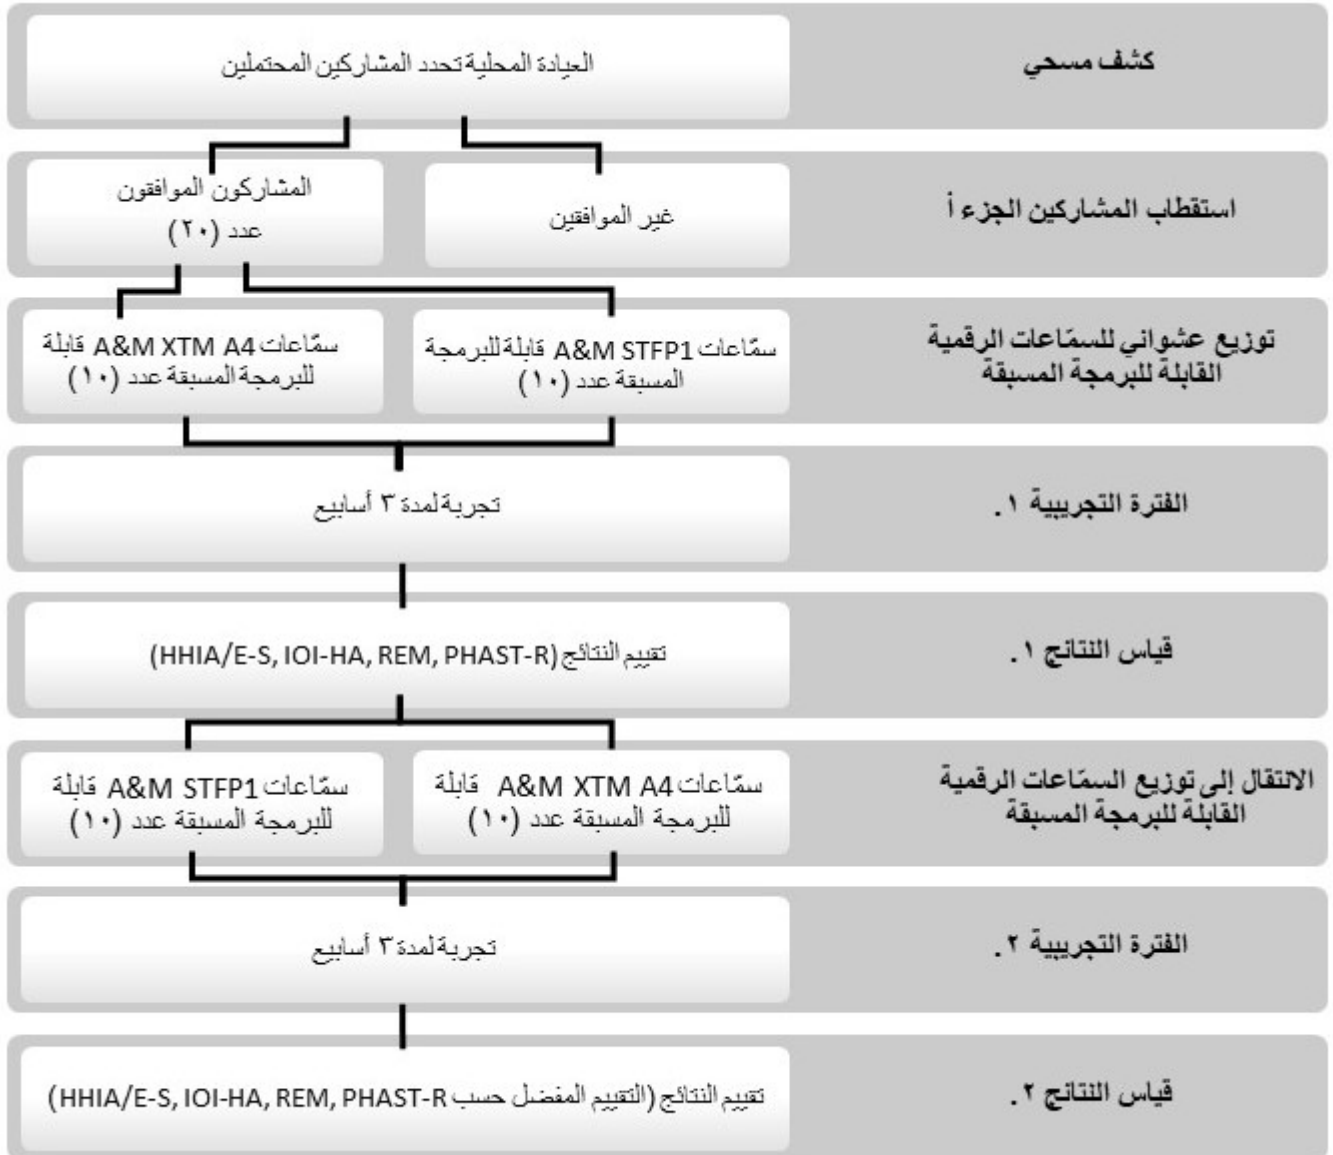 كشف مسحي
العيادة المحلية تحدد المشاركين المحتملين
استقطاب المشاركين الجزء أ
غير الموافقين
المشاركون الموافقون
عدد (٢٠)
توزيع عشوائي للسمّاعات الرقمية
القابلة للبرمجة المسبقة
سمّاعات A&M STFP1 قابلة للبرمجة
المسبقة عدد (١٠)
سمّاعات A&M XTM A4 قابلة
للبرمجة المسبقة عدد (١٠)
الفترة التجريبية ١.
تجربة لمدة ٣ أسابيع
قياس النتائج ١.
تقييم النتائج (HHIA/E-S, IOI-HA, REM, PHAST-R)
الانتقال إلى توزيع السمّاعات الرقمية
القابلة للبرمجة المسبقة
سمّاعات A&M XTM A4 قابلة
للبرمجة المسبقة عدد (١٠)
سمّاعات A&M STFP1 قابلة
للبرمجة المسبقة عدد (١٠)
الفترة التجريبية ٢.
تجربة لمدة ٣ أسابيع
قياس النتائج ٢.
تقييم النتائج (التقييم المفضل حسب HHIA/E-S, IOI-HA, REM, PHAST-R)